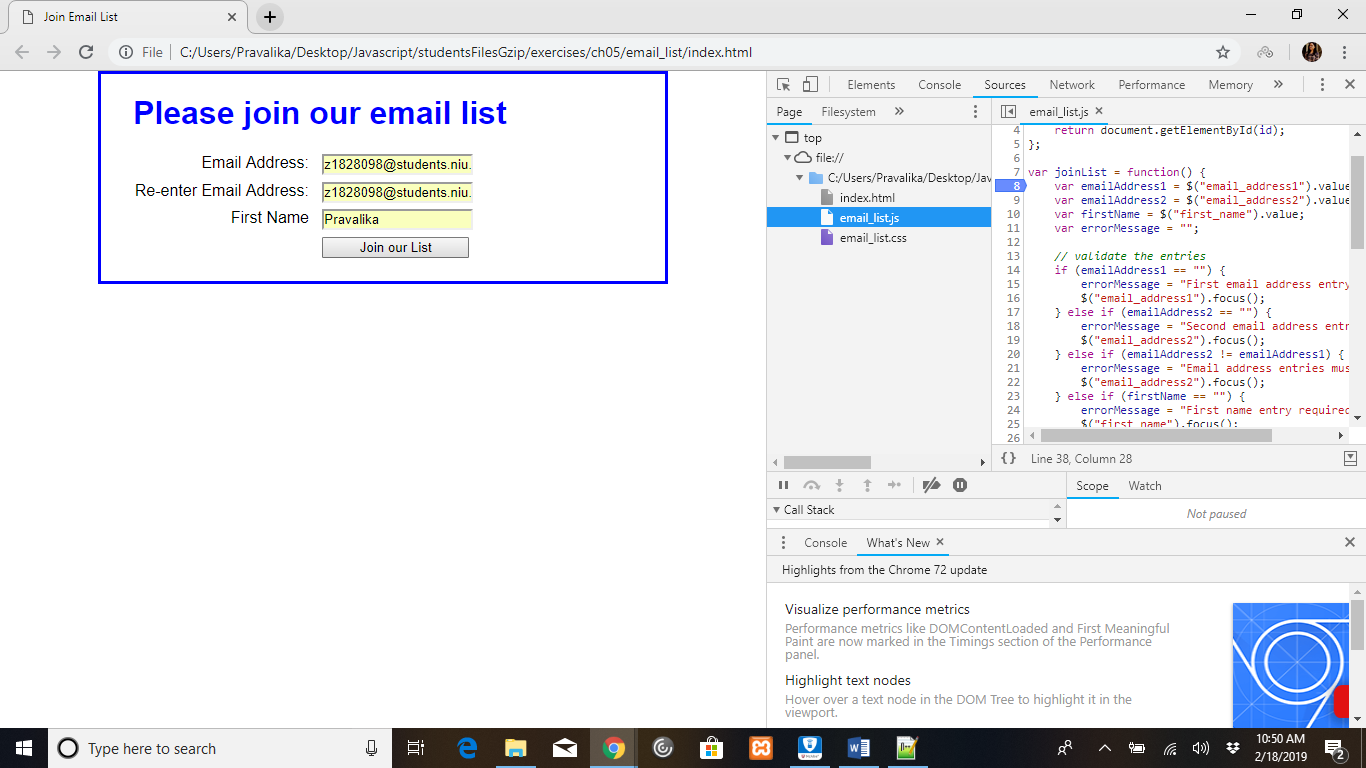 Join Email List
File C:/Users/Pravalika/Desktop/Javascript/studentsFilesGzip/exercises/ch05/email_list/index.html
Please join our email list
Email Address: z1828098@students.niu.
Re-enter Email Address: z1828098@students.niu.
First Name Pravalika
Join our List
Elements Console Sources Network Performance Memory »
Page Filesystem »
top
file://
C:/Users/Pravalika/Desktop/Jav
index.html
email_list.js
email_list.css
email_list.js
4 return document.getElementById(id);
5 };
6
7 var joinList = function() {
8 var emailAddress1 = $("email_address1").value
9 var emailAddress2 = $("email_address2").value
10 var firstName = $("first_name").value;
11 var errorMessage = "";
12
13 // validate the entries
14 if (emailAddress1 == "") {
15 errorMessage = "First email address entry
16 $("email_address1").focus();
17 } else if (emailAddress2 == "") {
18 errorMessage = "Second email address entr
19 $("email_address2").focus();
20 } else if (emailAddress2 != emailAddress1) {
21 errorMessage = "Email address entries mus
22 $("email_address2").focus();
23 } else if (firstName == "") {
24 errorMessage = "First name entry required
25 $("first_name").focus();
26
{} Line 38, Column 28
Scope Watch
Call Stack
Not paused
Console What's New
Highlights from the Chrome 72 update
Visualize performance metrics
Performance metrics like DOMContentLoaded and First Meaningful
Paint are now marked in the Timings section of the Performance
panel.
Highlight text nodes
Hover over a text node in the DOM Tree to highlight it in the
viewport.
Type here to search
10:50 AM
2/18/2019
2